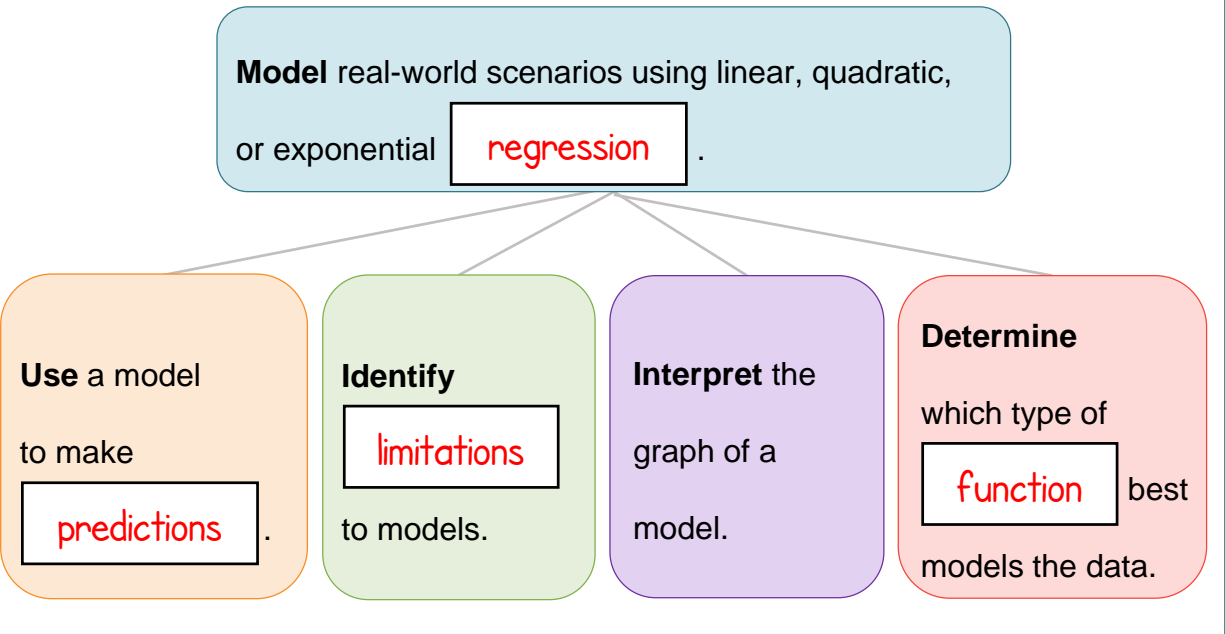 Model real-world scenarios using linear, quadratic,
or exponential regression .
Use a model
to make
predictions .
Identify
limitations
to models.
Interpret the
graph of a
model.
Determine
which type of
function best
models the data.